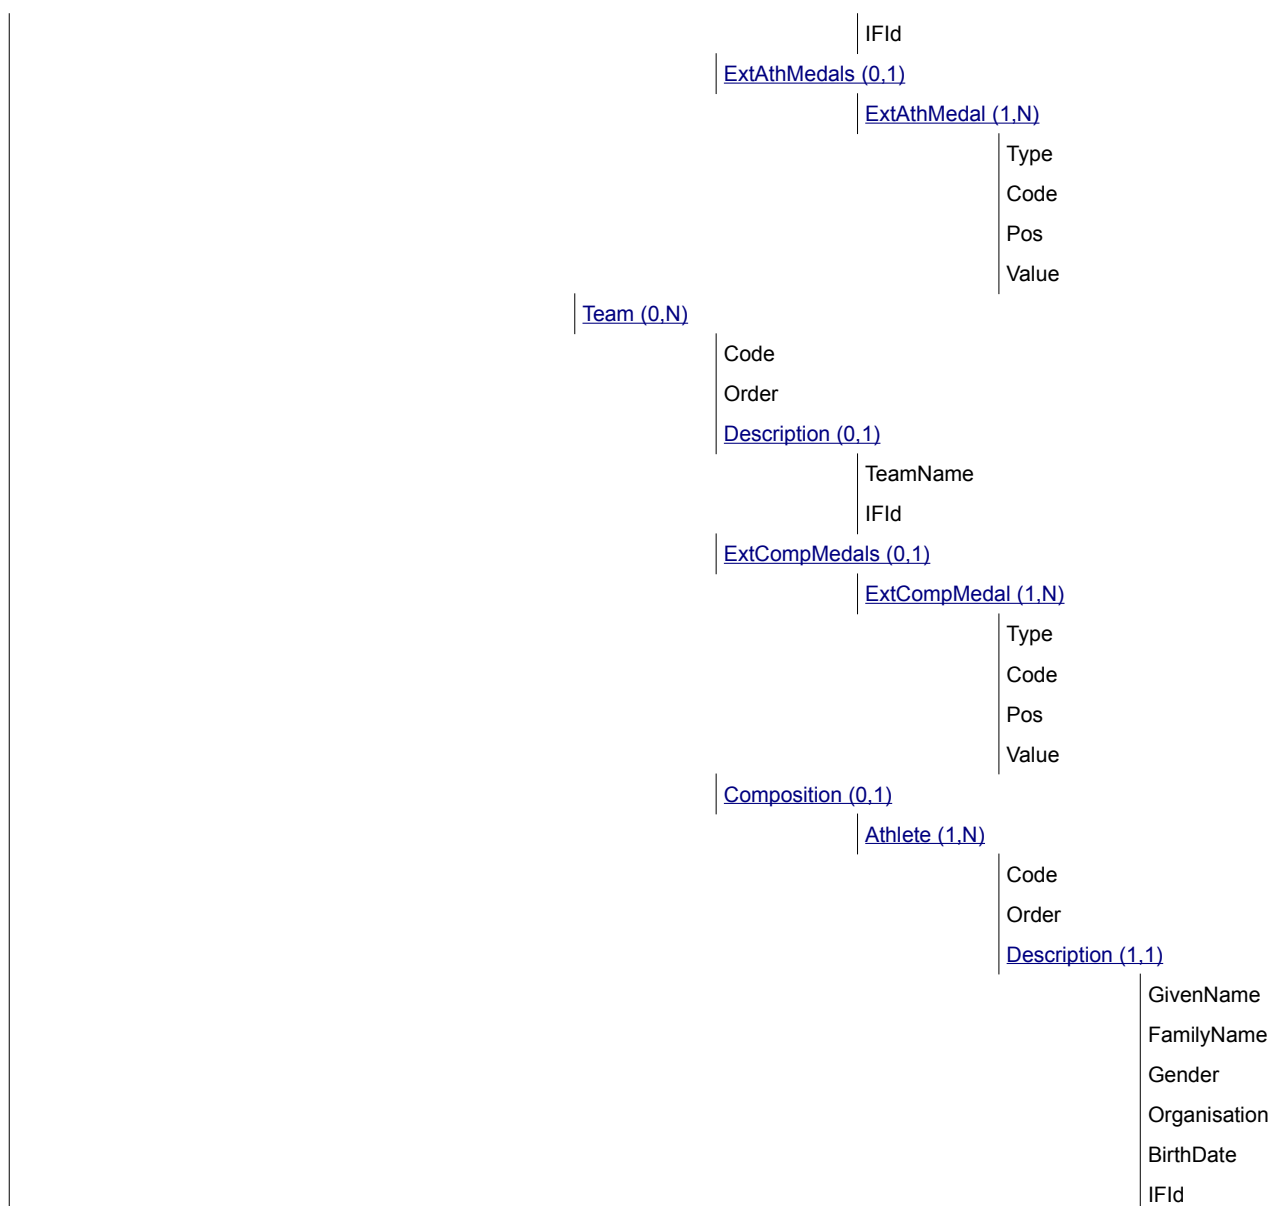 IFId
ExtAthMedals (0,1)
ExtAthMedal (1,N)
Type
Code
Pos
Value
Team (0,N)
Code
Order
Description (0,1)
TeamName
IFId
ExtCompMedals (0,1)
ExtCompMedal (1,N)
Type
Code
Pos
Value
Composition (0,1)
Athlete (1,N)
Code
Order
Description (1,1)
GivenName
FamilyName
Gender
Organisation
BirthDate
IFId